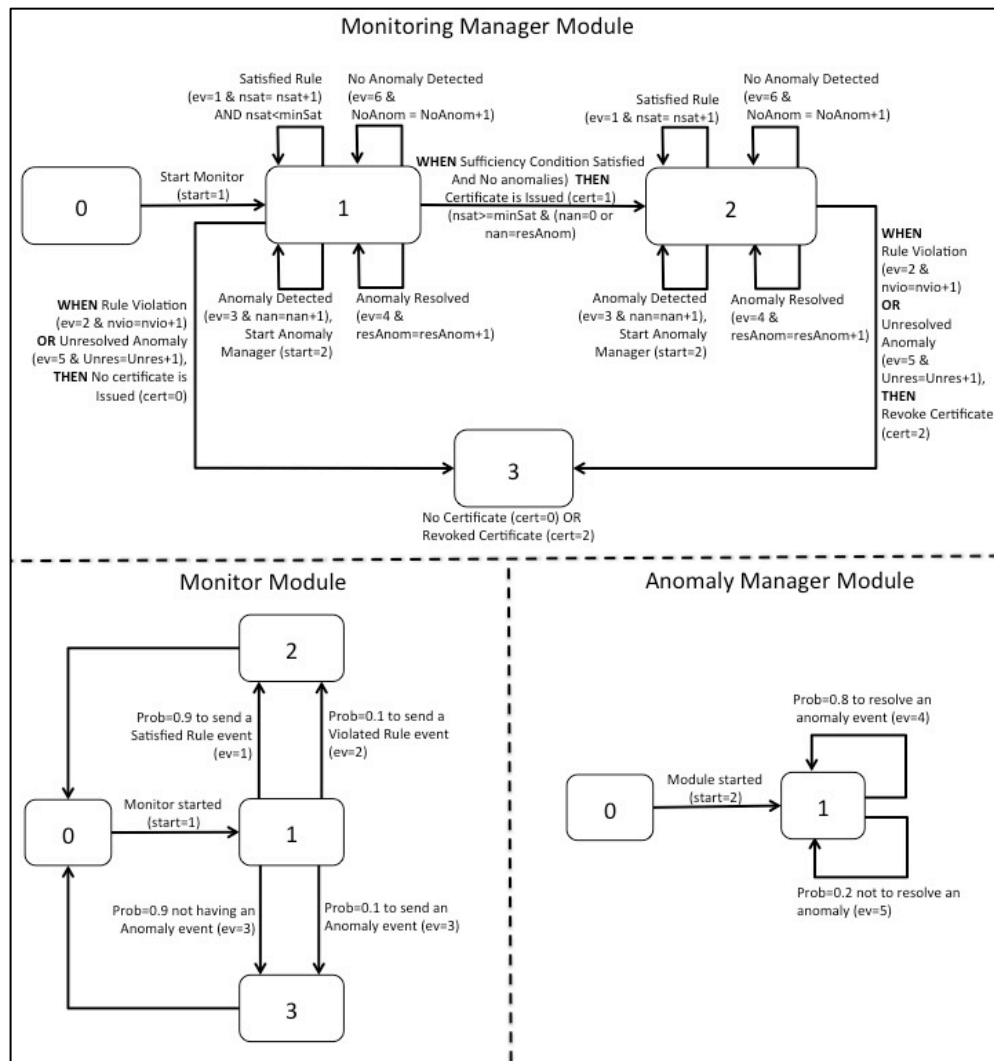 Monitoring Manager Module
Satisfied Rule
(ev=1 & nsat= nsat+1)
AND nsat<minSat
No Anomaly Detected
(ev=6 &
NoAnom = NoAnom+1)
Satisfied Rule
(ev=1 & nsat= nsat+1)
No Anomaly Detected
(ev=6 &
NoAnom = NoAnom+1)
0
Start Monitor
(start=1)
1
WHEN Sufficiency Condition Satisfied
And No anomalies) THEN
Certificate is Issued (cert=1)
(nsat>=minSat & (nan=0 or
nan=resAnom)
2
WHEN Rule Violation
(ev=2 & nvio=nvio+1)
OR Unresolved Anomaly
(ev=5 & Unres=Unres+1),
THEN No certificate is
Issued (cert=0)
Anomaly Detected
(ev=3 & nan=nan+1),
Start Anomaly
Manager (start=2)
Anomaly Resolved
(ev=4 &
resAnom=resAnom+1)
Anomaly Detected
(ev=3 & nan=nan+1),
Start Anomaly
Manager (start=2)
Anomaly Resolved
(ev=4 &
resAnom=resAnom+1)
WHEN
Rule Violation
(ev=2 &
nvio=nvio+1)
OR
Unresolved
Anomaly
(ev=5 &
Unres=Unres+1),
THEN
Revoke Certificate
(cert=2)
3
No Certificate (cert=0) OR
Revoked Certificate (cert=2)
Monitor Module
2
Prob=0.9 to send a
Satisfied Rule event
(ev=1)
Prob=0.1 to send a
Violated Rule event
(ev=2)
0
Monitor started
(start=1)
1
Prob=0.9 not having an
Anomaly event (ev=3)
Prob=0.1 to send an
Anomaly event (ev=3)
3
Anomaly Manager Module
Prob=0.8 to resolve an
anomaly event (ev=4)
0
Module started
(start=2)
1
Prob=0.2 not to resolve an
anomaly (ev=5)